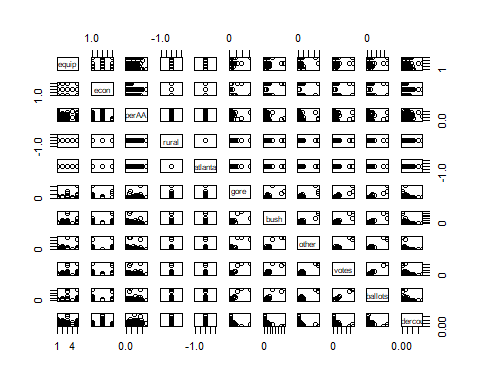 1.0 -1.0 0 0 0
equip 1
1.0 econ
perAA 0.0
-1.0 rural
atlanta -1.0
0 gore
bush 0
0 other
votes 0
0 ballots
0.00
1 4 0.0 -1.0 0 0 0.00